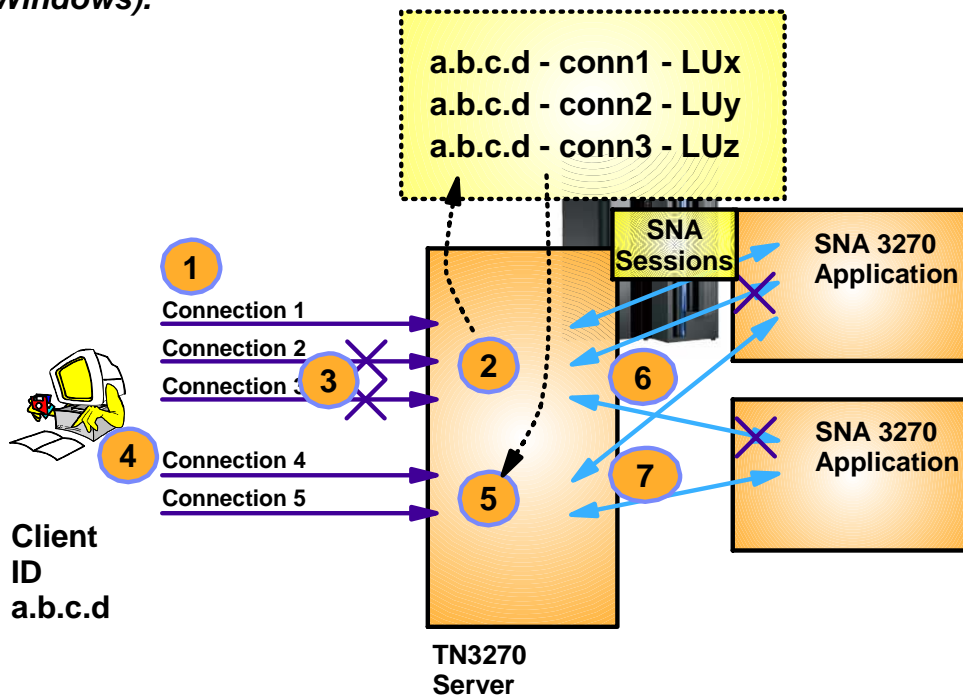 Windows).
a.b.c.d - conn1 - LUx
a.b.c.d - conn2 - LUy
a.b.c.d - conn3 - LUz
SNA
Sessions
SNA 3270
Application
1
Connection 1
Connection 2
Connection 3
2
3
6
4
Connection 4
Connection 5
5
7
SNA 3270
Application
Client
ID
a.b.c.d
TN3270
Server